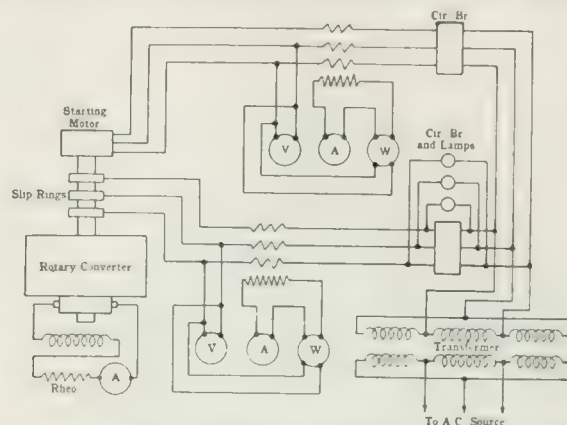 Cir Br
Starting
Motor
V
A
W
Cir Br
and Lamps
Slip Rings
Rotary Converter
V
A
W
Transformer
A
Rheo
To A C Source